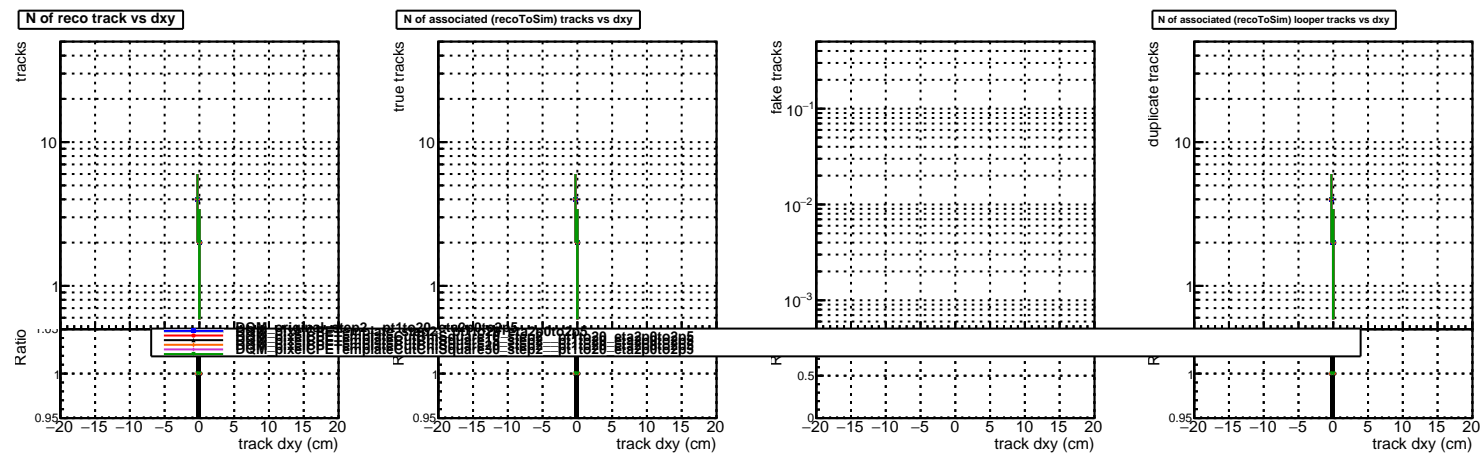 N of reco track vs dxy
N of associated (recoToSim) tracks vs dxy
N of associated (recoToSim) looper tracks vs dxy
tracks
10
1
true tracks
10
1
fake tracks
10−1
10−2
10−3
duplicate tracks
10
1
Ratio
1
0.95
−20 −15 −10 −5 0 5 10 15 20
track dxy (cm)
1
0.95
−20 −15 −10 −5 0 5 10 15 20
track dxy (cm)
0.5
0
−20 −15 −10 −5 0 5 10 15 20
track dxy (cm)
1
0.95
−20 −15 −10 −5 0 5 10 15 20
track dxy (cm)